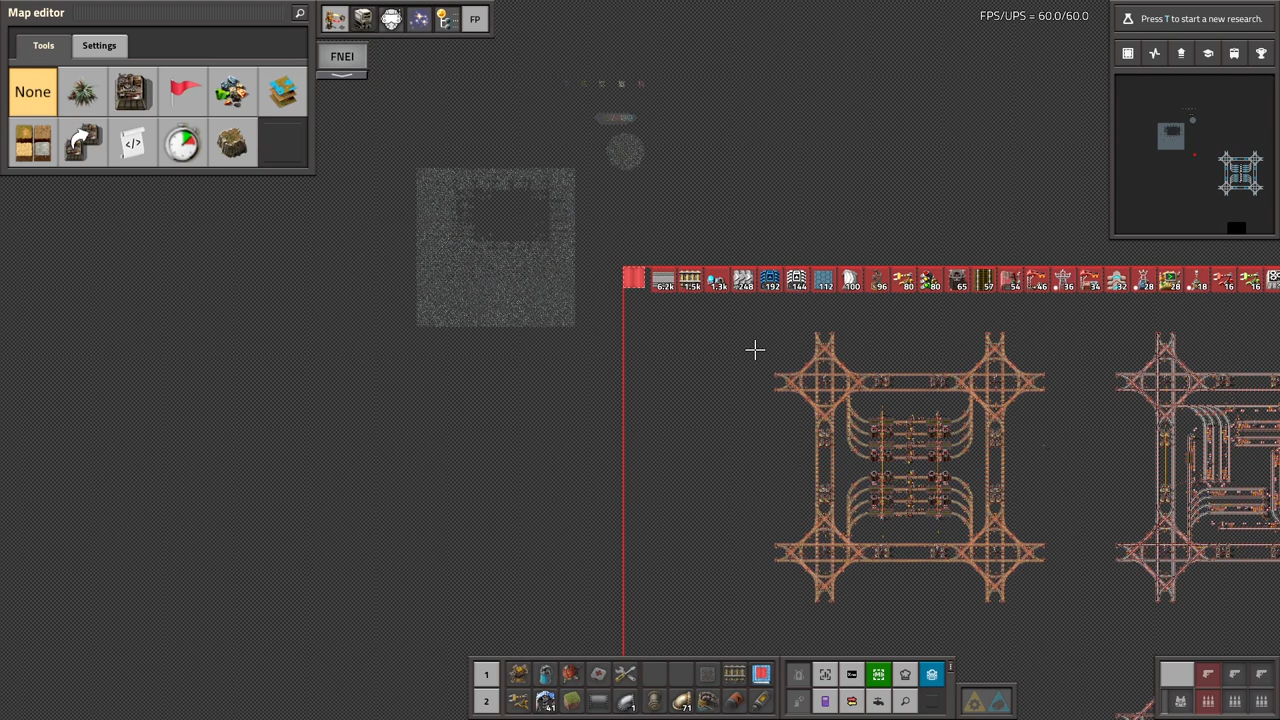 Map editor
FP
FPS/UPS = 60.0/60.0
Press T to start a new research.
Tools
Settings
FNEI
None
6.2k 1.5k 1.3k 248 192 144 112 100 96 80 80 65 57 54 46 36 34 32 28 28 18 16 16
1
2
41
1
71